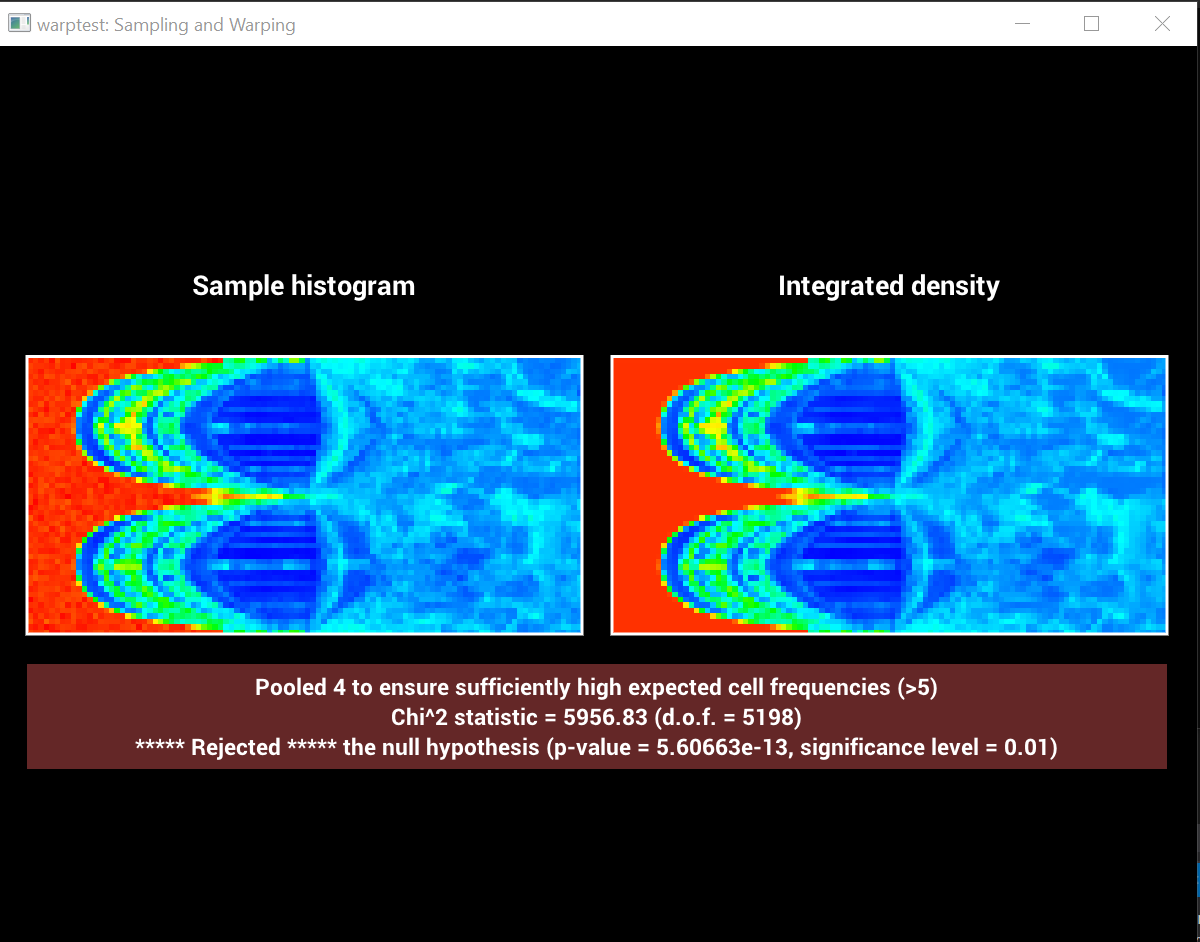 warptest: Sampling and Warping
Sample histogram
Integrated density
Pooled 4 to ensure sufficiently high expected cell frequencies (>5)
Chi^2 statistic = 5956.83 (d.o.f. = 5198)
***** Rejected ***** the null hypothesis (p-value = 5.60663e-13, significance level = 0.01)